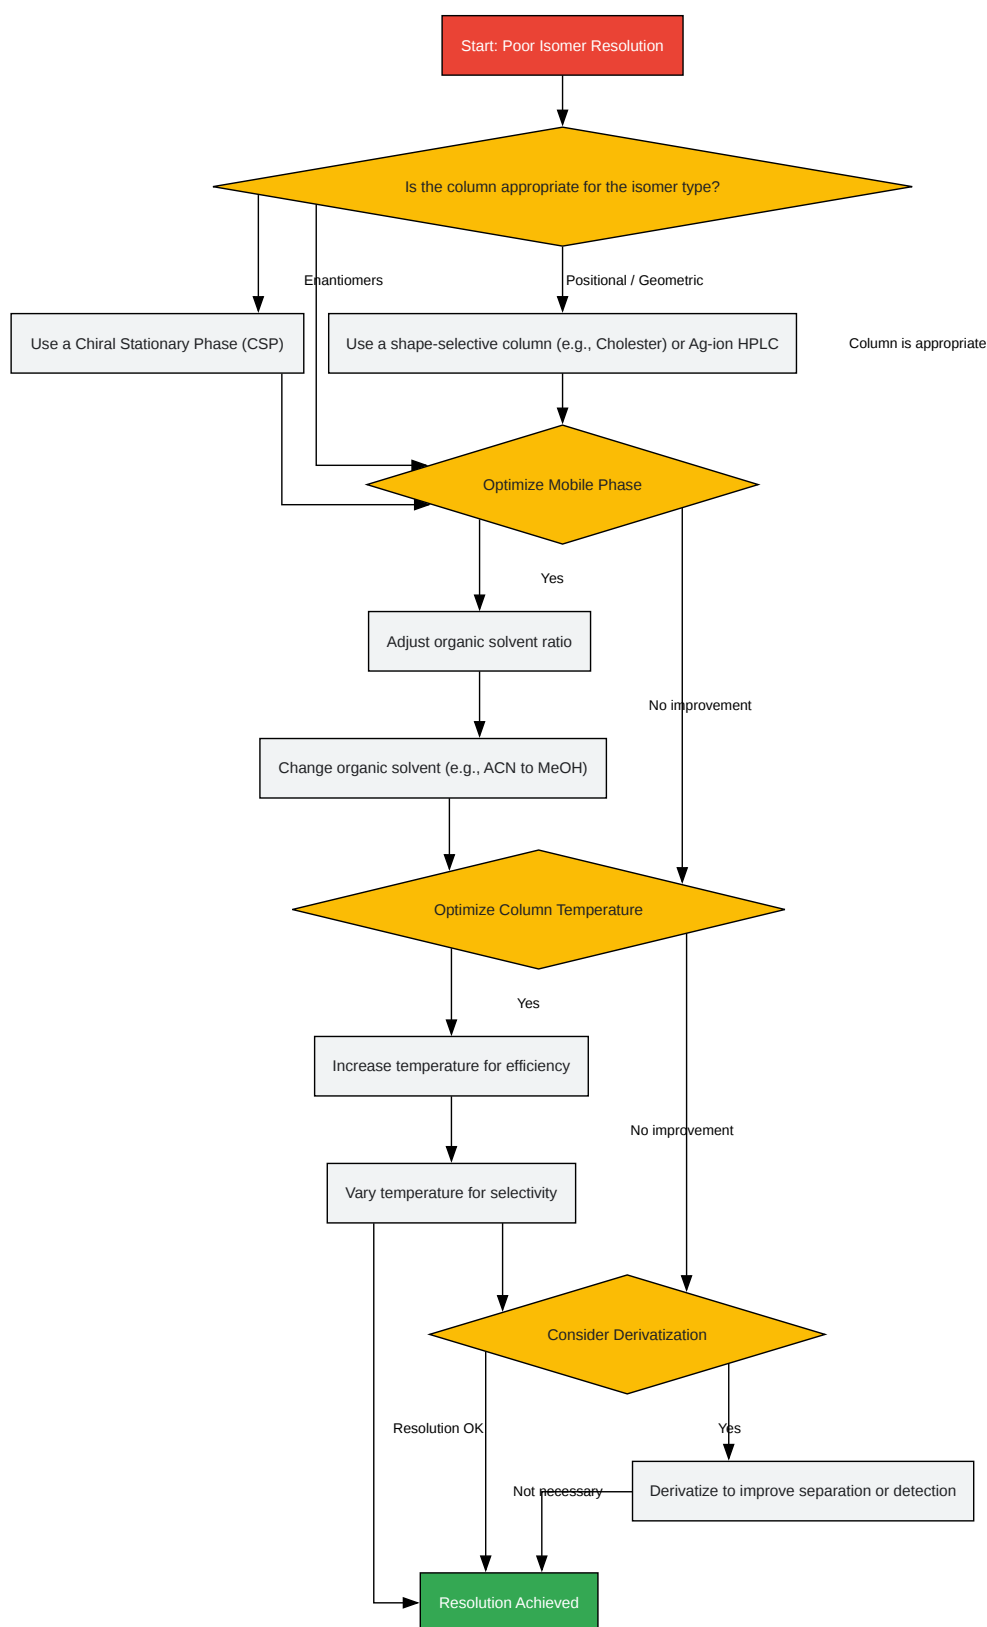 Start: Poor Isomer Resolution
Is the column appropriate for the isomer type?
Enantiomers
Positional / Geometric
Use a Chiral Stationary Phase (CSP)
Use a shape-selective column (e.g., Cholester) or Ag-ion HPLC
Column is appropriate
Optimize Mobile Phase
Yes
Adjust organic solvent ratio
No improvement
Change organic solvent (e.g., ACN to MeOH)
Optimize Column Temperature
Yes
Increase temperature for efficiency
No improvement
Vary temperature for selectivity
Consider Derivatization
Resolution OK
Yes
Not necessary
Derivatize to improve separation or detection
Resolution Achieved